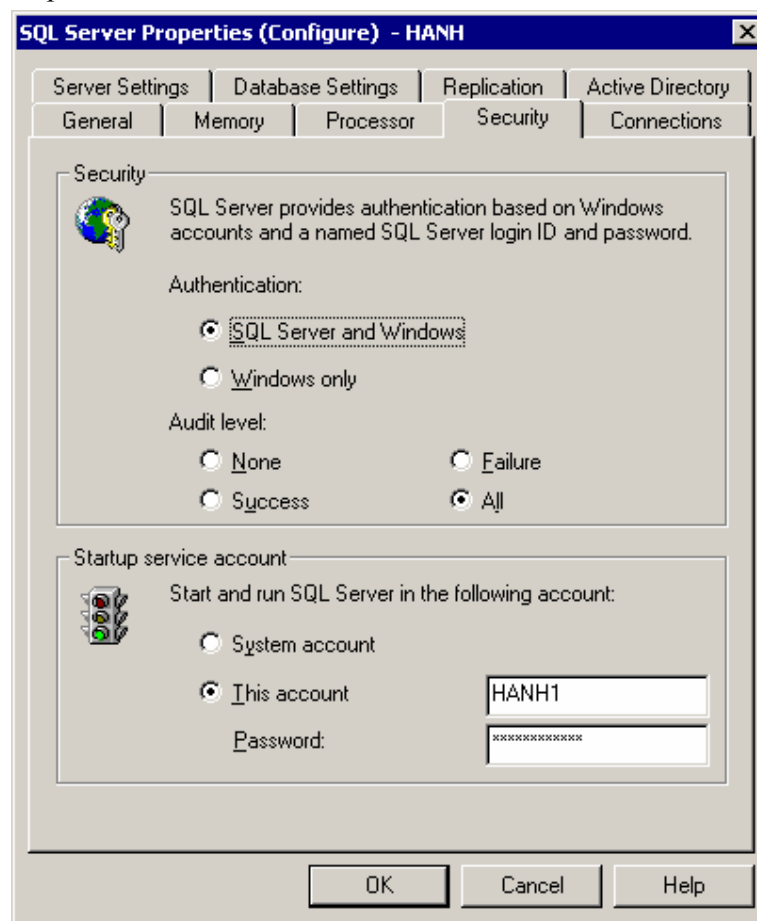 SQL Server Properties (Configure) - HANH
Server Settings Database Settings Replication Active Directory
General Memory Processor Security Connections
Security
SQL Server provides authentication based on Windows
accounts and a named SQL Server login ID and password.
Authentication:
SQL Server and Windows
Windows only
Audit level:
None Failure
Success All
Startup service account
Start and run SQL Server in the following account:
System account
This account HANH1
Password: ************
OK Cancel Help